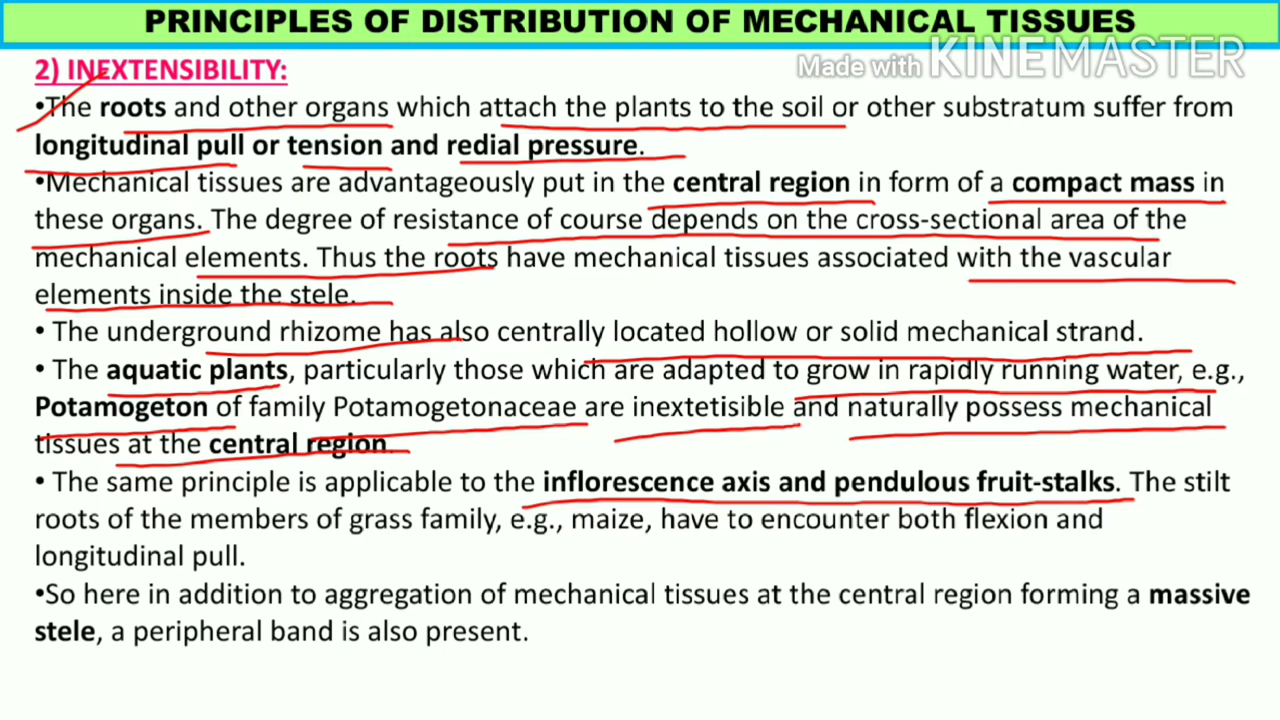 PRINCIPLES OF DISTRIBUTION OF MECHANICAL TISSUES
Made with KINEMASTER
2) INEXTENSIBILITY:
•The roots and other organs which attach the plants to the soil or other substratum suffer from
longitudinal pull or tension and redial pressure.
•Mechanical tissues are advantageously put in the central region in form of a compact mass in
these organs. The degree of resistance of course depends on the cross-sectional area of the
mechanical elements. Thus the roots have mechanical tissues associated with the vascular
elements inside the stele.
• The underground rhizome has also centrally located hollow or solid mechanical strand.
• The aquatic plants, particularly those which are adapted to grow in rapidly running water, e.g.,
Potamogeton of family Potamogetonaceae are inextetisible and naturally possess mechanical
tissues at the central region.
• The same principle is applicable to the inflorescence axis and pendulous fruit-stalks. The stilt
roots of the members of grass family, e.g., maize, have to encounter both flexion and
longitudinal pull.
•So here in addition to aggregation of mechanical tissues at the central region forming a massive
stele, a peripheral band is also present.